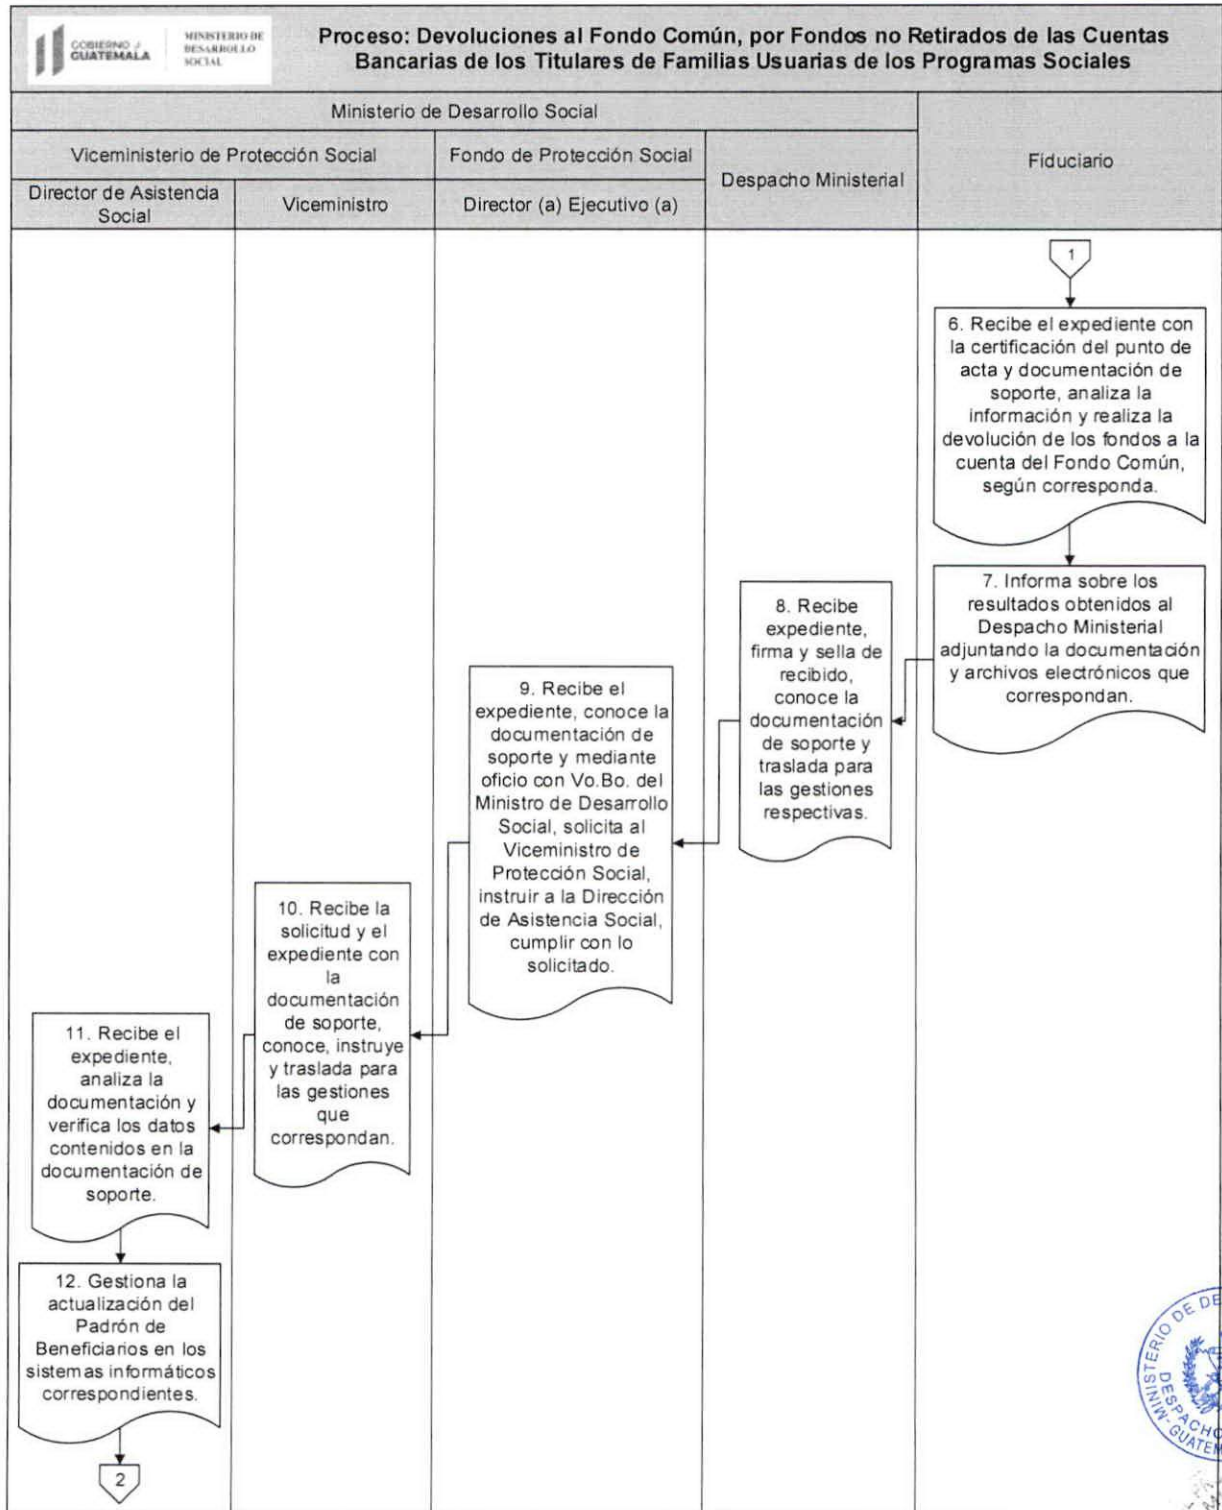 GOBIERNO de
GUATEMALA
MINISTERIO DE
DESARROLLO
SOCIAL
Proceso: Devoluciones al Fondo Común, por Fondos no Retirados de las Cuentas
Bancarias de los Titulares de Familias Usuarias de los Programas Sociales
Ministerio de Desarrollo Social
Viceministerio de Protección Social
Fondo de Protección Social
Despacho Ministerial
Fiduciario
Director de Asistencia
Social
Viceministro
Director (a) Ejecutivo (a)
1
6. Recibe el expediente con
la certificación del punto de
acta y documentación de
soporte, analiza la
información y realiza la
devolución de los fondos a la
cuenta del Fondo Común,
según corresponda.
7. Informa sobre los
resultados obtenidos al
Despacho Ministerial
adjuntando la documentación
y archivos electrónicos que
correspondan.
8. Recibe
expediente,
firma y sella de
recibido,
conoce la
documentación
de soporte y
traslada para
las gestiones
respectivas.
9. Recibe el
expediente, conoce la
documentación de
soporte y mediante
oficio con Vo.Bo. del
Ministro de Desarrollo
Social, solicita al
Viceministro de
Protección Social,
instruir a la Dirección
de Asistencia Social,
cumplir con lo
solicitado.
10. Recibe la
solicitud y el
expediente con
la
documentación
de soporte,
conoce, instruye
y traslada para
las gestiones
que
correspondan.
11. Recibe el
expediente,
analiza la
documentación y
verifica los datos
contenidos en la
documentación de
soporte.
12. Gestiona la
actualización del
Padrón de
Beneficiarios en los
sistemas informáticos
correspondientes.
2
MINISTERIO DE DE
DESPACHO
GUATEM